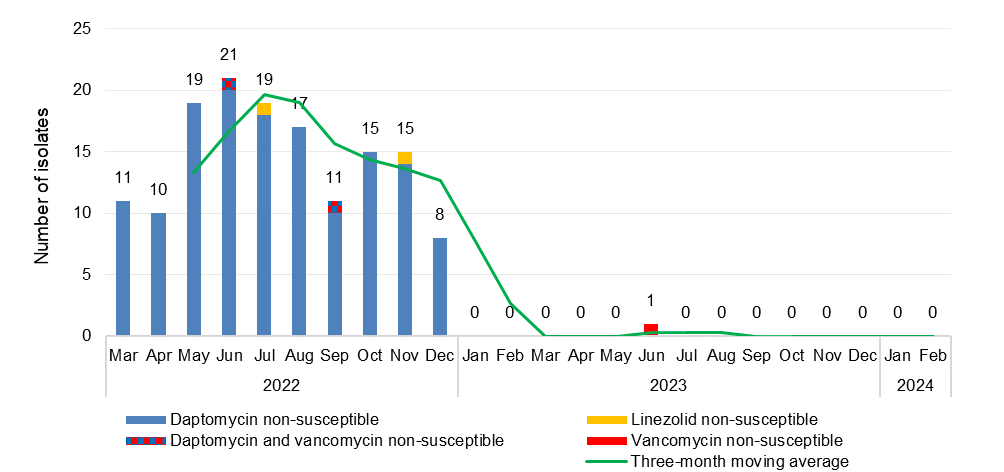 25
20
15
10
5
0
Number of isolates
11 10 19 21 19 17 11 15 15 8 0 0 0 0 0 1 0 0 0 0 0 0 0 0
Mar Apr May Jun Jul Aug Sep Oct Nov Dec Jan Feb Mar Apr May Jun Jul Aug Sep Oct Nov Dec Jan Feb
2022 2023 2024
Daptomycin non-susceptible Linezolid non-susceptible
Daptomycin and vancomycin non-susceptible Vancomycin non-susceptible
Three-month moving average